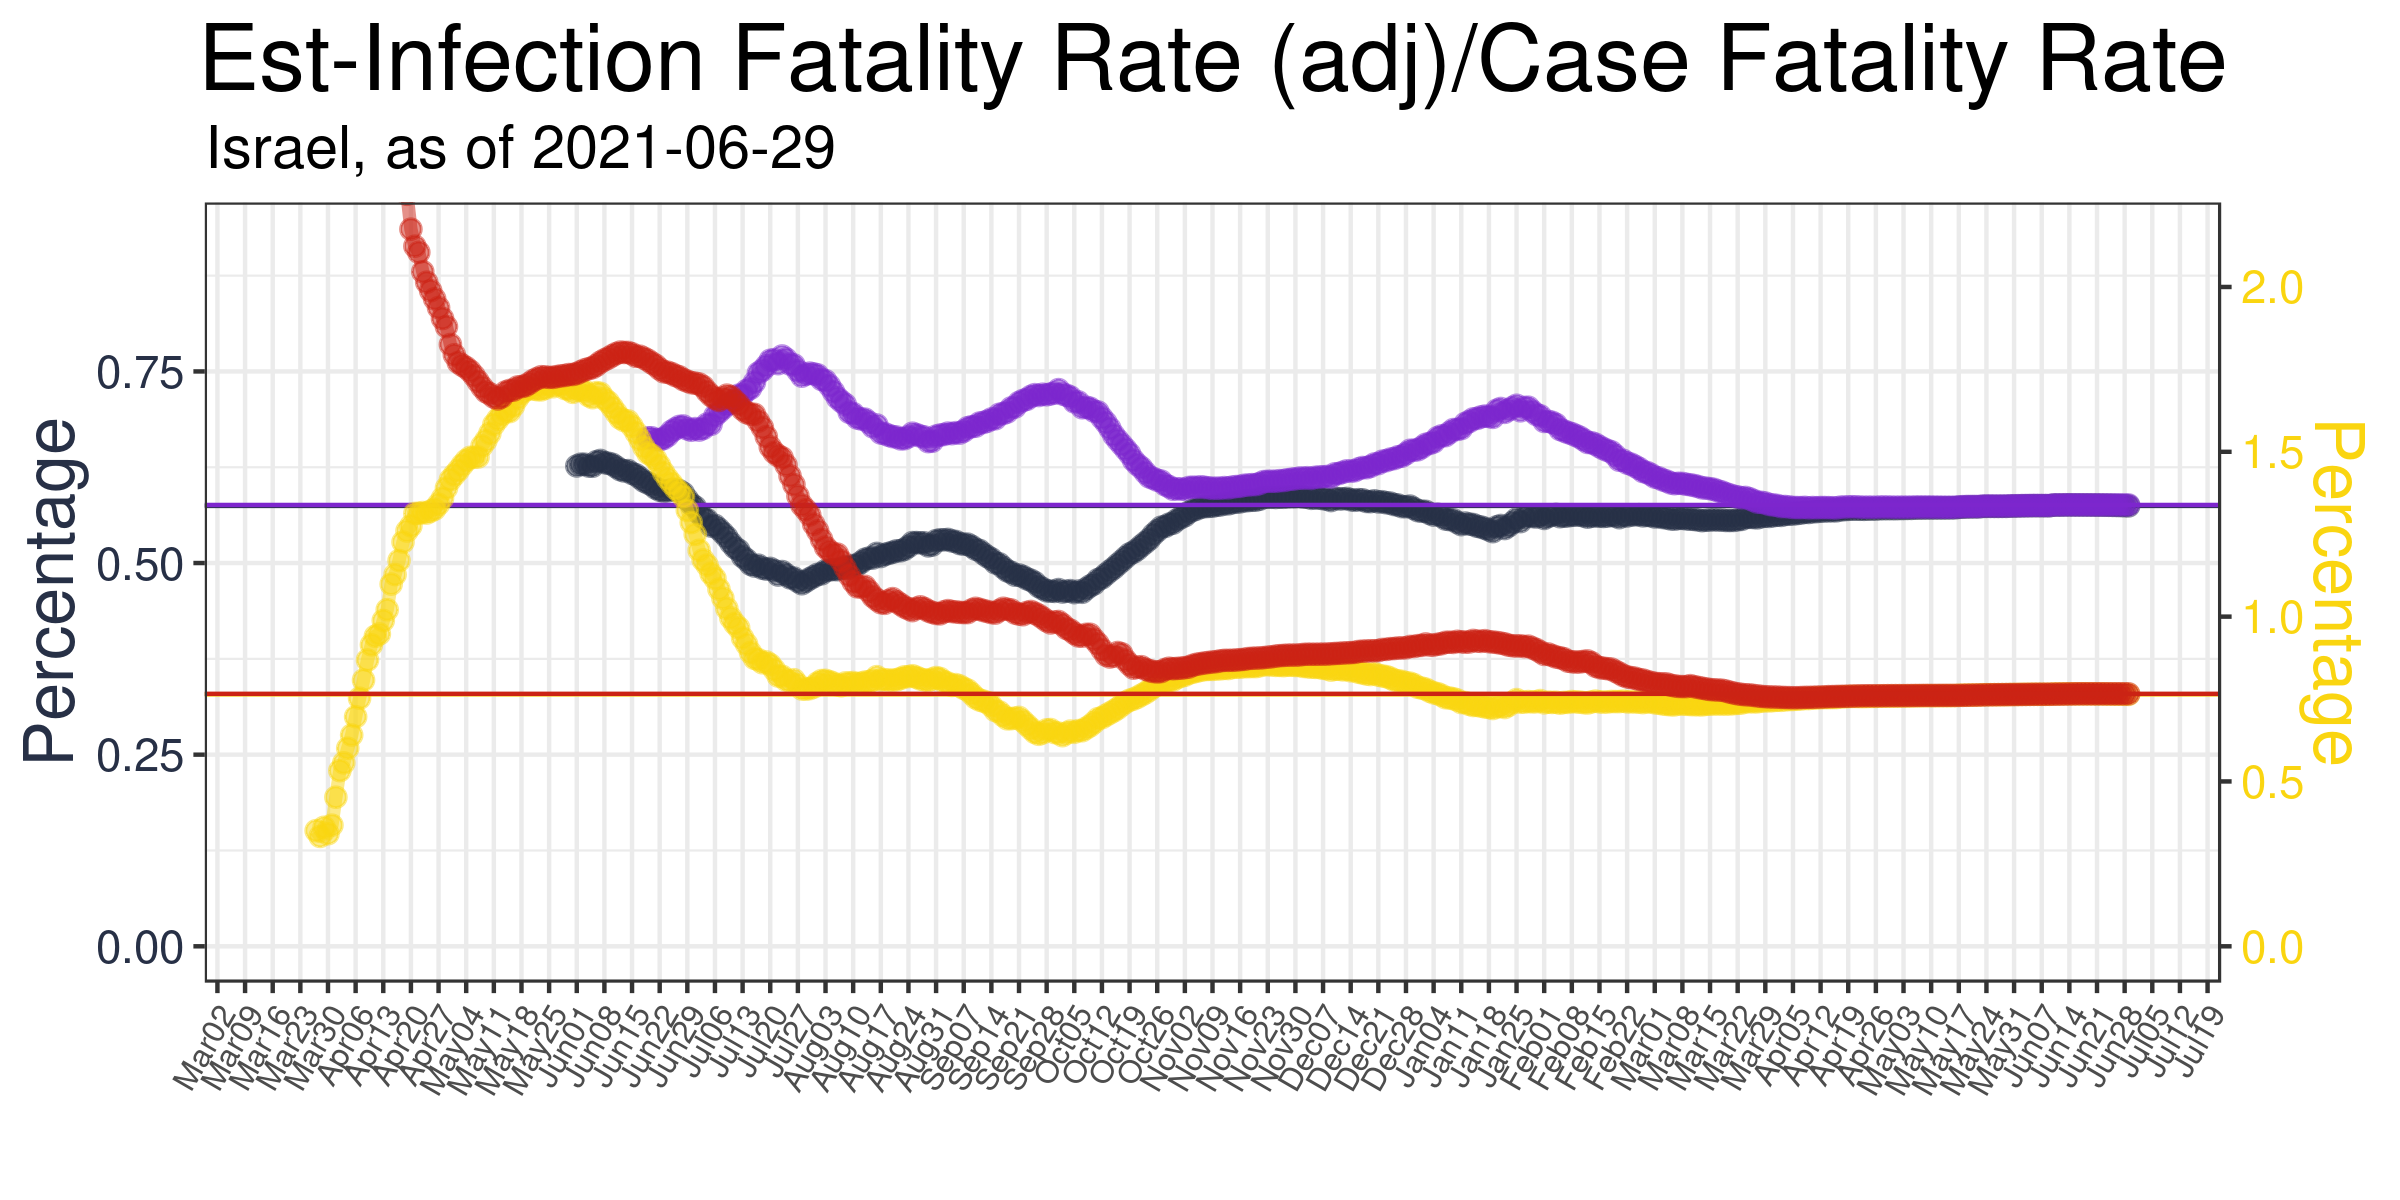 Est-Infection Fatality Rate (adj)/Case Fatality Rate
Israel, as of 2021-06-29
Percentage
0.75
0.50
0.25
0.00
2.0
1.5
1.0
0.5
0.0
Percentage
Mar02
Mar09
Mar16
Mar23
Mar30
Apr06
Apr13
Apr20
Apr27
May04
May11
May18
May25
Jun01
Jun08
Jun15
Jun22
Jun29
Jul06
Jul13
Jul20
Jul27
Aug03
Aug10
Aug17
Aug24
Aug31
Sep07
Sep14
Sep21
Sep28
Oct05
Oct12
Oct19
Oct26
Nov02
Nov09
Nov16
Nov23
Nov30
Dec07
Dec14
Dec21
Dec28
Jan04
Jan11
Jan18
Jan25
Feb01
Feb08
Feb15
Feb22
Mar01
Mar08
Mar15
Mar22
Mar29
Apr05
Apr12
Apr19
Apr26
May03
May10
May17
May24
May31
Jun07
Jun14
Jun21
Jun28
Jul05
Jul12
Jul19